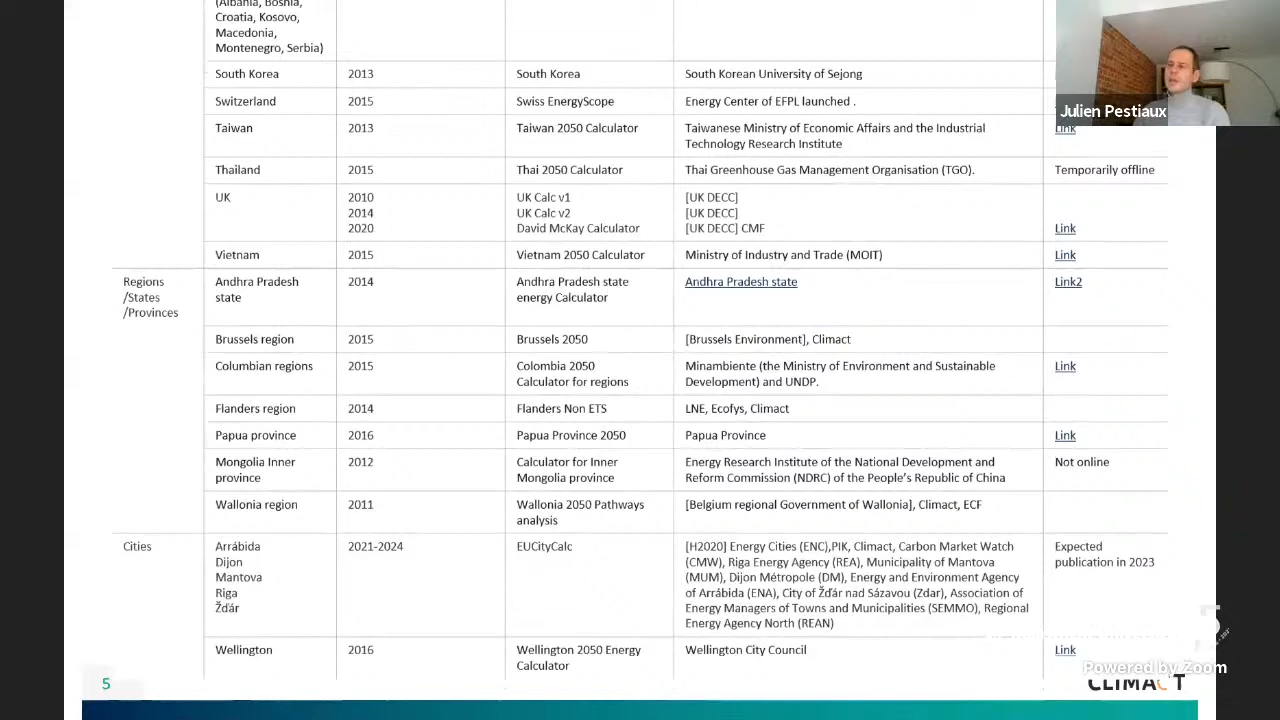 (Albania, Bosnia,
Croatia, Kosovo,
Macedonia,
Montenegro, Serbia)
South Korea 2013 South Korea South Korean University of Sejong
Switzerland 2015 Swiss EnergyScope Energy Center of EFPL launched .
Julien Pestiaux
Taiwan 2013 Taiwan 2050 Calculator Taiwanese Ministry of Economic Affairs and the Industrial Link
Technology Research Institute
Thailand 2015 Thai 2050 Calculator Thai Greenhouse Gas Management Organisation (TGO). Temporarily offline
UK 2010 UK Calc v1 [UK DECC]
2014 UK Calc v2 [UK DECC]
2020 David McKay Calculator [UK DECC] CMF Link
Vietnam 2015 Vietnam 2050 Calculator Ministry of Industry and Trade (MOIT) Link
Regions Andhra Pradesh 2014 Andhra Pradesh state Andhra Pradesh state Link2
/States state energy Calculator
/Provinces
Brussels region 2015 Brussels 2050 [Brussels Environment], Climact
Columbian regions 2015 Colombia 2050 Minambiente (the Ministry of Environment and Sustainable Link
Calculator for regions Development) and UNDP.
Flanders region 2014 Flanders Non ETS LNE, Ecofys, Climact
Papua province 2016 Papua Province 2050 Papua Province Link
Mongolia Inner 2012 Calculator for Inner Energy Research Institute of the National Development and Not online
province Mongolia province Reform Commission (NDRC) of the People's Republic of China
Wallonia region 2011 Wallonia 2050 Pathways [Belgium regional Government of Wallonia], Climact, ECF
analysis
Cities Arrábida 2021-2024 EUCityCalc [H2020] Energy Cities (ENC),PIK, Climact, Carbon Market Watch Expected
Dijon (CMW), Riga Energy Agency (REA), Municipality of Mantova publication in 2023
Mantova (MUM), Dijon Métropole (DM), Energy and Environment Agency
Riga of Arrábida (ENA), City of Žďár nad Sázavou (Zdar), Association of
Žďár Energy Managers of Towns and Municipalities (SEMMO), Regional
Energy Agency North (REAN)
Wellington 2016 Wellington 2050 Energy Wellington City Council Link
Calculator
Powered by Zoom
5 CLIMACT